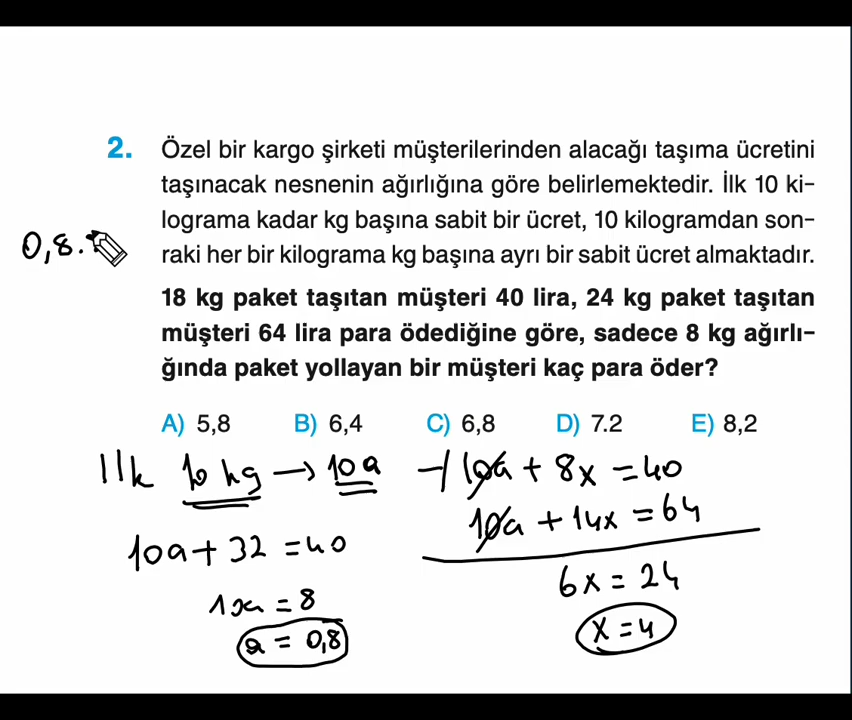 2. Özel bir kargo şirketi müşterilerinden alacağı taşıma ücretini
taşınacak nesnenin ağırlığına göre belirlemektedir. İlk 10 ki-
lograma kadar kg başına sabit bir ücret, 10 kilogramdan son-
raki her bir kilograma kg başına ayrı bir sabit ücret almaktadır.
0,8.
18 kg paket taşıtan müşteri 40 lira, 24 kg paket taşıtan
müşteri 64 lira para ödediğine göre, sadece 8 kg ağırlı-
ğında paket yollayan bir müşteri kaç para öder?
A) 5,8 B) 6,4 C) 6,8 D) 7.2 E) 8,2
Ilk 10 kg → 10a
10a + 32 = 40
10a = 8
a = 0,8
-/ 10a + 8x = 40
10a + 14x = 64
6x = 24
x = 4